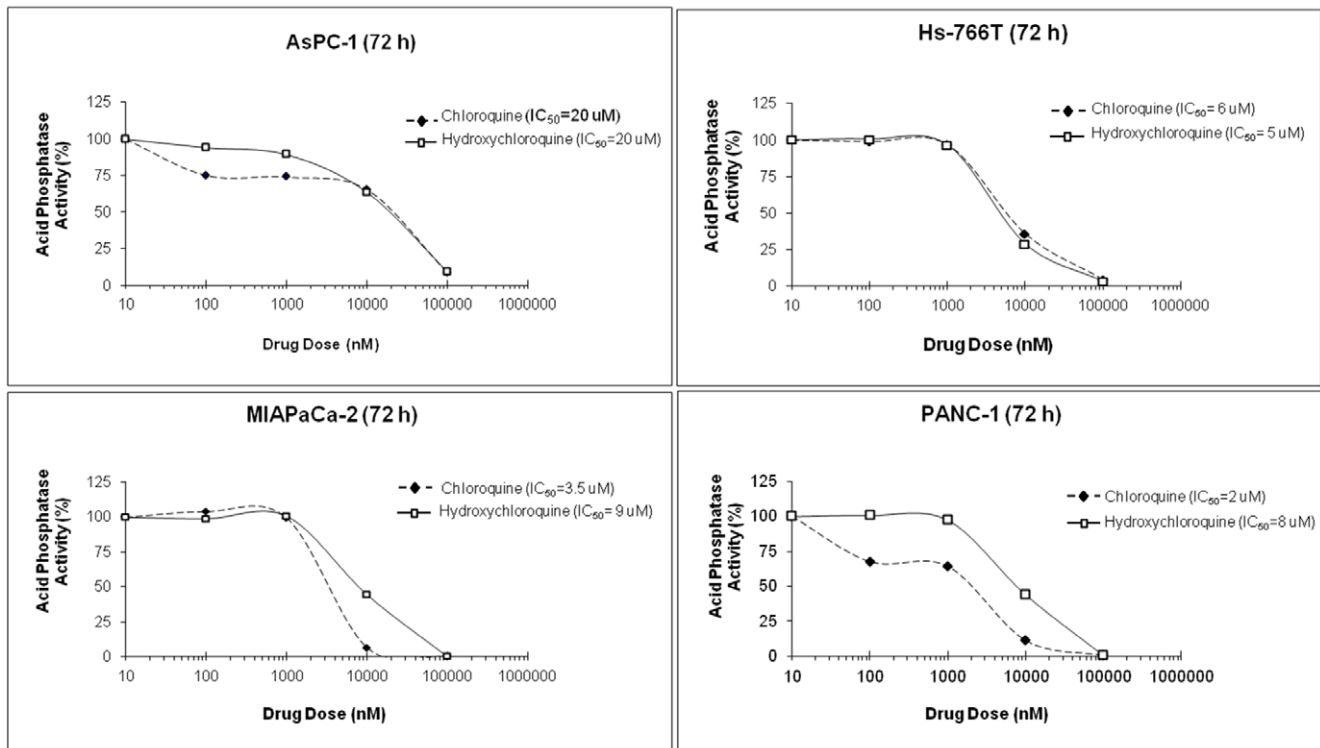 AsPC-1 (72 h)
Acid Phosphatase
Activity (%)
125
100
75
50
25
0
Chloroquine (IC₅₀=20 uM)
Hydroxychloroquine (IC₅₀=20 uM)
10 100 1000 10000 100000 1000000
Drug Dose (nM)
Hs-766T (72 h)
Acid Phosphatase
Activity (%)
125
100
75
50
25
0
Chloroquine (IC₅₀= 6 uM)
Hydroxychloroquine (IC₅₀= 5 uM)
10 100 1000 10000 100000 1000000
Drug Dose (nM)
MIAPaCa-2 (72 h)
Acid Phosphatase
Activity (%)
125
100
75
50
25
0
Chloroquine (IC₅₀=3.5 uM)
Hydroxychloroquine (IC₅₀= 9 uM)
10 100 1000 10000 100000 1000000
Drug Dose (nM)
PANC-1 (72 h)
Acid Phosphatase
Activity (%)
125
100
75
50
25
0
Chloroquine (IC₅₀=2 uM)
Hydroxychloroquine (IC₅₀=8 uM)
10 100 1000 10000 100000 1000000
Drug Dose (nM)